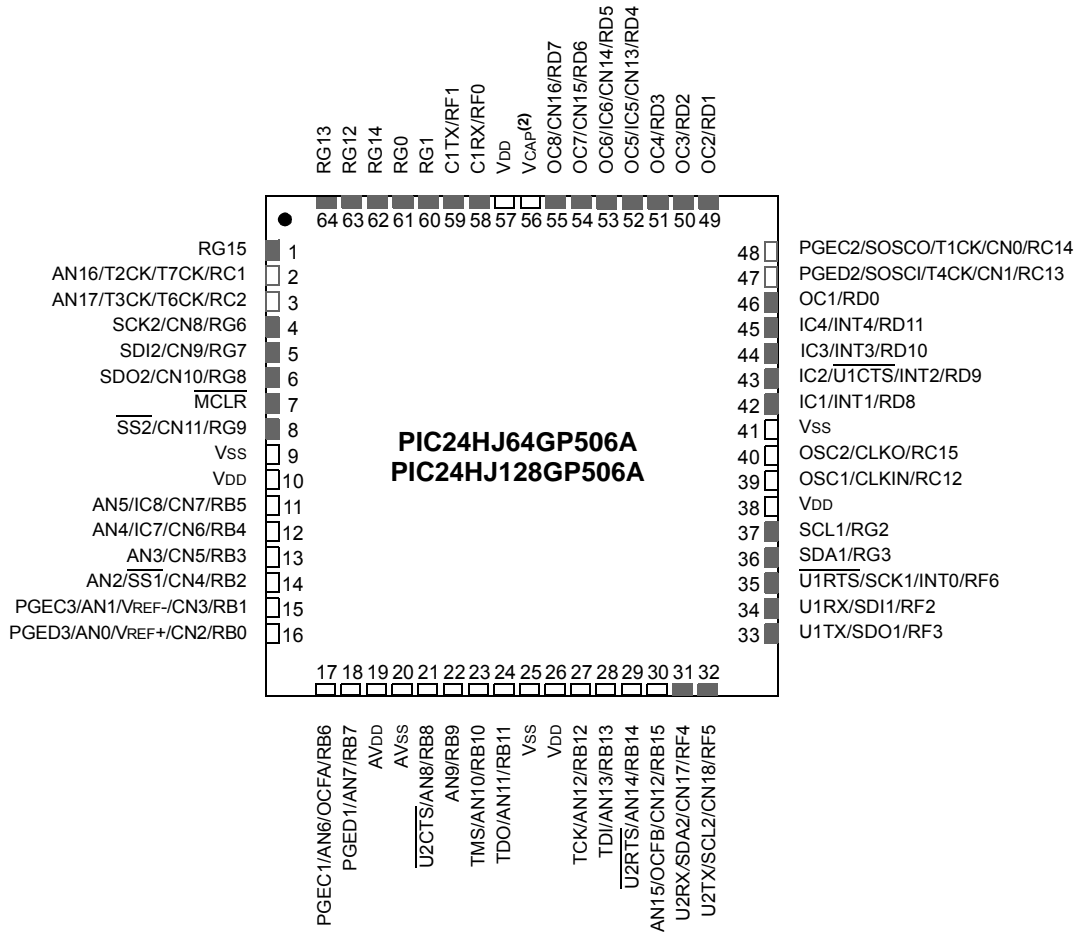 RG13
RG12
RG14
RG0
RG1
C1TX/RF1
C1RX/RF0
VDD
VCAP(2)
OC8/CN16/RD7
OC7/CN15/RD6
OC6/IC6/CN14/RD5
OC5/IC5/CN13/RD4
OC4/RD3
OC3/RD2
OC2/RD1
64 63 62 61 60 59 58 57 56 55 54 53 52 51 50 49
RG15 1
AN16/T2CK/T7CK/RC1 2
AN17/T3CK/T6CK/RC2 3
SCK2/CN8/RG6 4
SDI2/CN9/RG7 5
SDO2/CN10/RG8 6
MCLR 7
SS2/CN11/RG9 8
VSS 9
VDD 10
AN5/IC8/CN7/RB5 11
AN4/IC7/CN6/RB4 12
AN3/CN5/RB3 13
AN2/SS1/CN4/RB2 14
PGEC3/AN1/VREF-/CN3/RB1 15
PGED3/AN0/VREF+/CN2/RB0 16
PIC24HJ64GP506A
PIC24HJ128GP506A
48 PGEC2/SOSCO/T1CK/CN0/RC14
47 PGED2/SOSCI/T4CK/CN1/RC13
46 OC1/RD0
45 IC4/INT4/RD11
44 IC3/INT3/RD10
43 IC2/U1CTS/INT2/RD9
42 IC1/INT1/RD8
41 VSS
40 OSC2/CLKO/RC15
39 OSC1/CLKIN/RC12
38 VDD
37 SCL1/RG2
36 SDA1/RG3
35 U1RTS/SCK1/INT0/RF6
34 U1RX/SDI1/RF2
33 U1TX/SDO1/RF3
17 18 19 20 21 22 23 24 25 26 27 28 29 30 31 32
PGEC1/AN6/OCFA/RB6
PGED1/AN7/RB7
AVDD
AVSS
U2CTS/AN8/RB8
AN9/RB9
TMS/AN10/RB10
TDO/AN11/RB11
VSS
VDD
TCK/AN12/RB12
TDI/AN13/RB13
U2RTS/AN14/RB14
AN15/OCFB/CN12/RB15
U2RX/SDA2/CN17/RF4
U2TX/SCL2/CN18/RF5